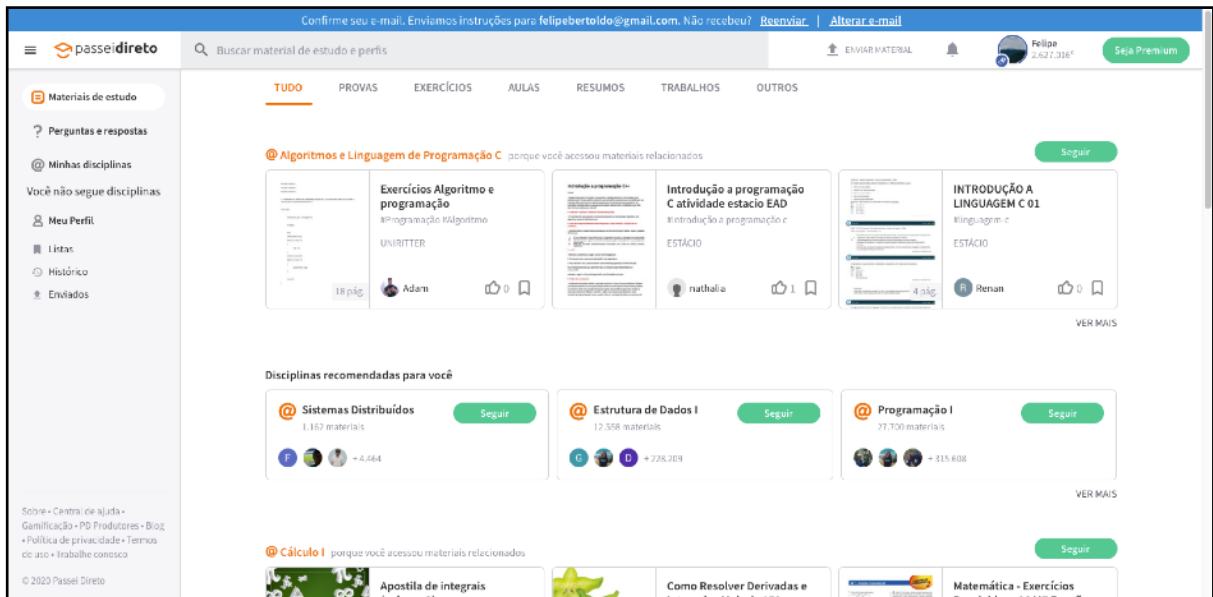 Confirme seu e-mail. Enviamos instruções para felipebertoldo@gmail.com. Não recebeu? Reenviar | Alterar e-mail
passeidireto
Buscar material de estudo e perfis
ENVIAR MATERIAL
Felipe
2.627.016º
Seja Premium
Materiais de estudo
Perguntas e respostas
Minhas disciplinas
Você não segue disciplinas
Meu Perfil
Listas
Histórico
Enviados
Sobre • Central de ajuda •
Gamificação • PD Produtores • Blog
• Política de privacidade • Termos
de uso • Trabalhe conosco
© 2020 Passei Direto
TUDO PROVAS EXERCÍCIOS AULAS RESUMOS TRABALHOS OUTROS
@ Algoritmos e Linguagem de Programação C porque você acessou materiais relacionados
Seguir
Exercícios Algoritmo e
programação
#Programação #Algoritmo
UNIRITTER
18 pág
Adam
0
Introdução a programação
C atividade estacio EAD
#introdução a programação c
ESTÁCIO
nathalia
1
INTRODUÇÃO A
LINGUAGEM C 01
#linguagem-c
ESTÁCIO
4 pág
R
Renan
0
VER MAIS
Disciplinas recomendadas para você
@ Sistemas Distribuídos
Seguir
1.162 materiais
F
+4.464
@ Estrutura de Dados I
Seguir
12.358 materiais
G
D
+228.209
@ Programação I
Seguir
27.700 materiais
+315.608
VER MAIS
@ Cálculo I porque você acessou materiais relacionados
Seguir
Apostila de integrais
Como Resolver Derivadas e
Matemática - Exercícios